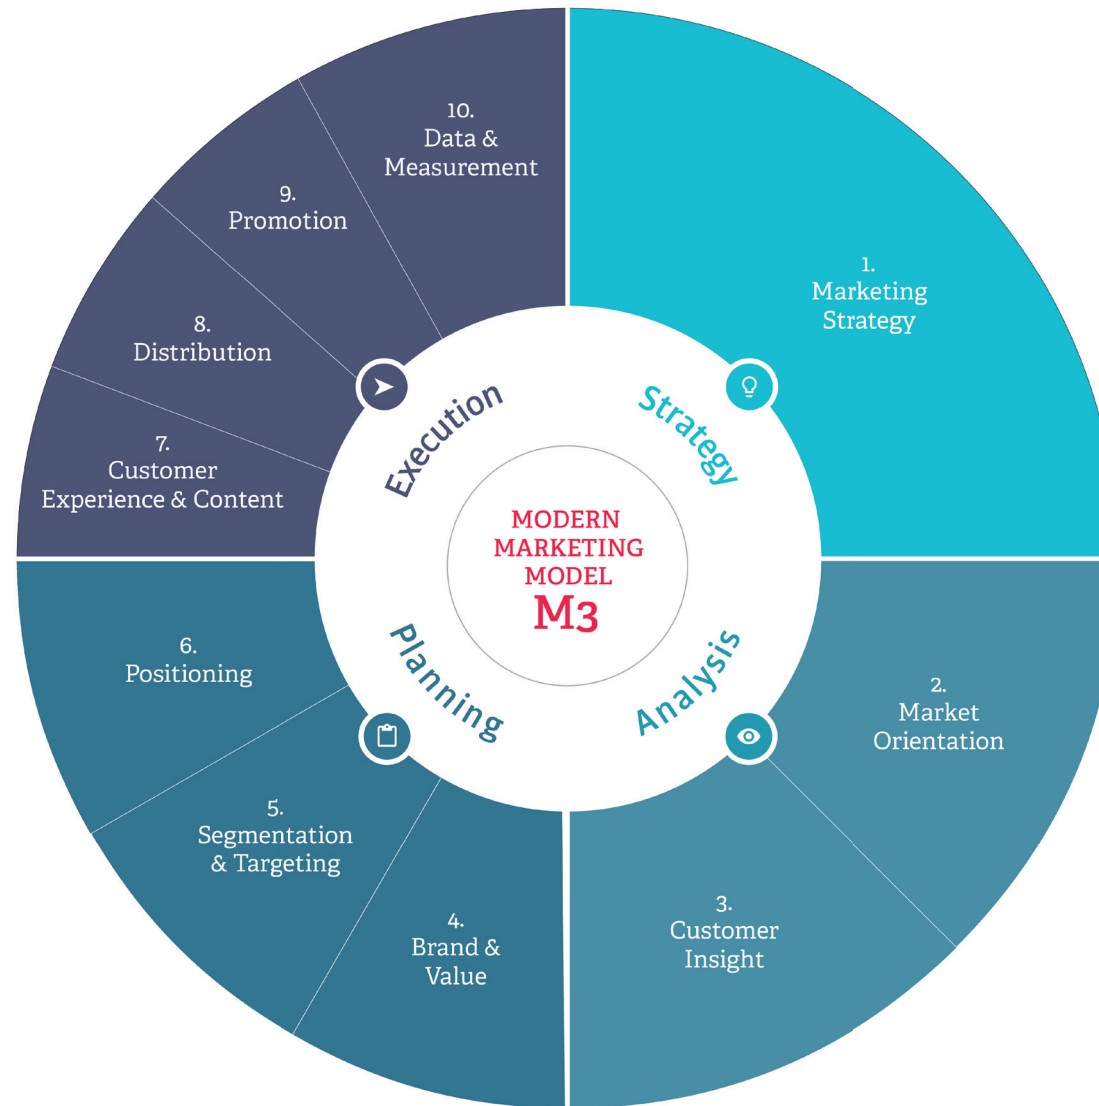 MODERN
MARKETING
MODEL
M3
Strategy
1.
Marketing
Strategy
Analysis
2.
Market
Orientation
3.
Customer
Insight
Planning
4.
Brand &
Value
5.
Segmentation
& Targeting
6.
Positioning
Execution
7.
Customer
Experience & Content
8.
Distribution
9.
Promotion
10.
Data &
Measurement